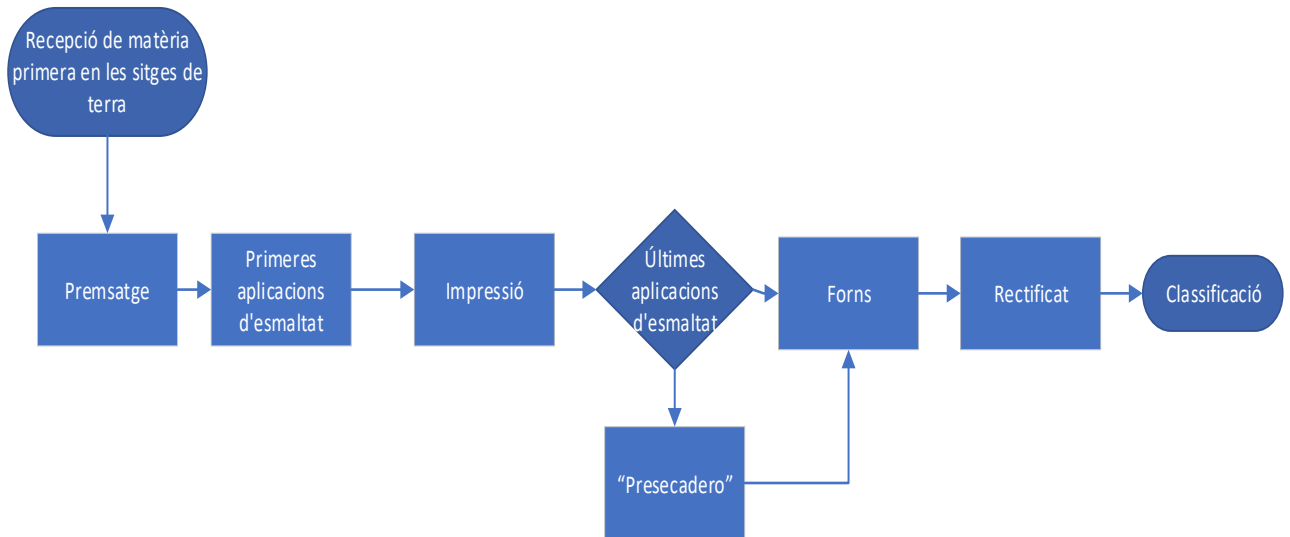 Recepció de matèria
primera en les sitges de
terra
Premsatge
Primeres
aplicacions
d'esmaltat
Impressió
Últimes
aplicacions
d'esmaltat
Forns
Rectificat
Classificació
“Presecadero”